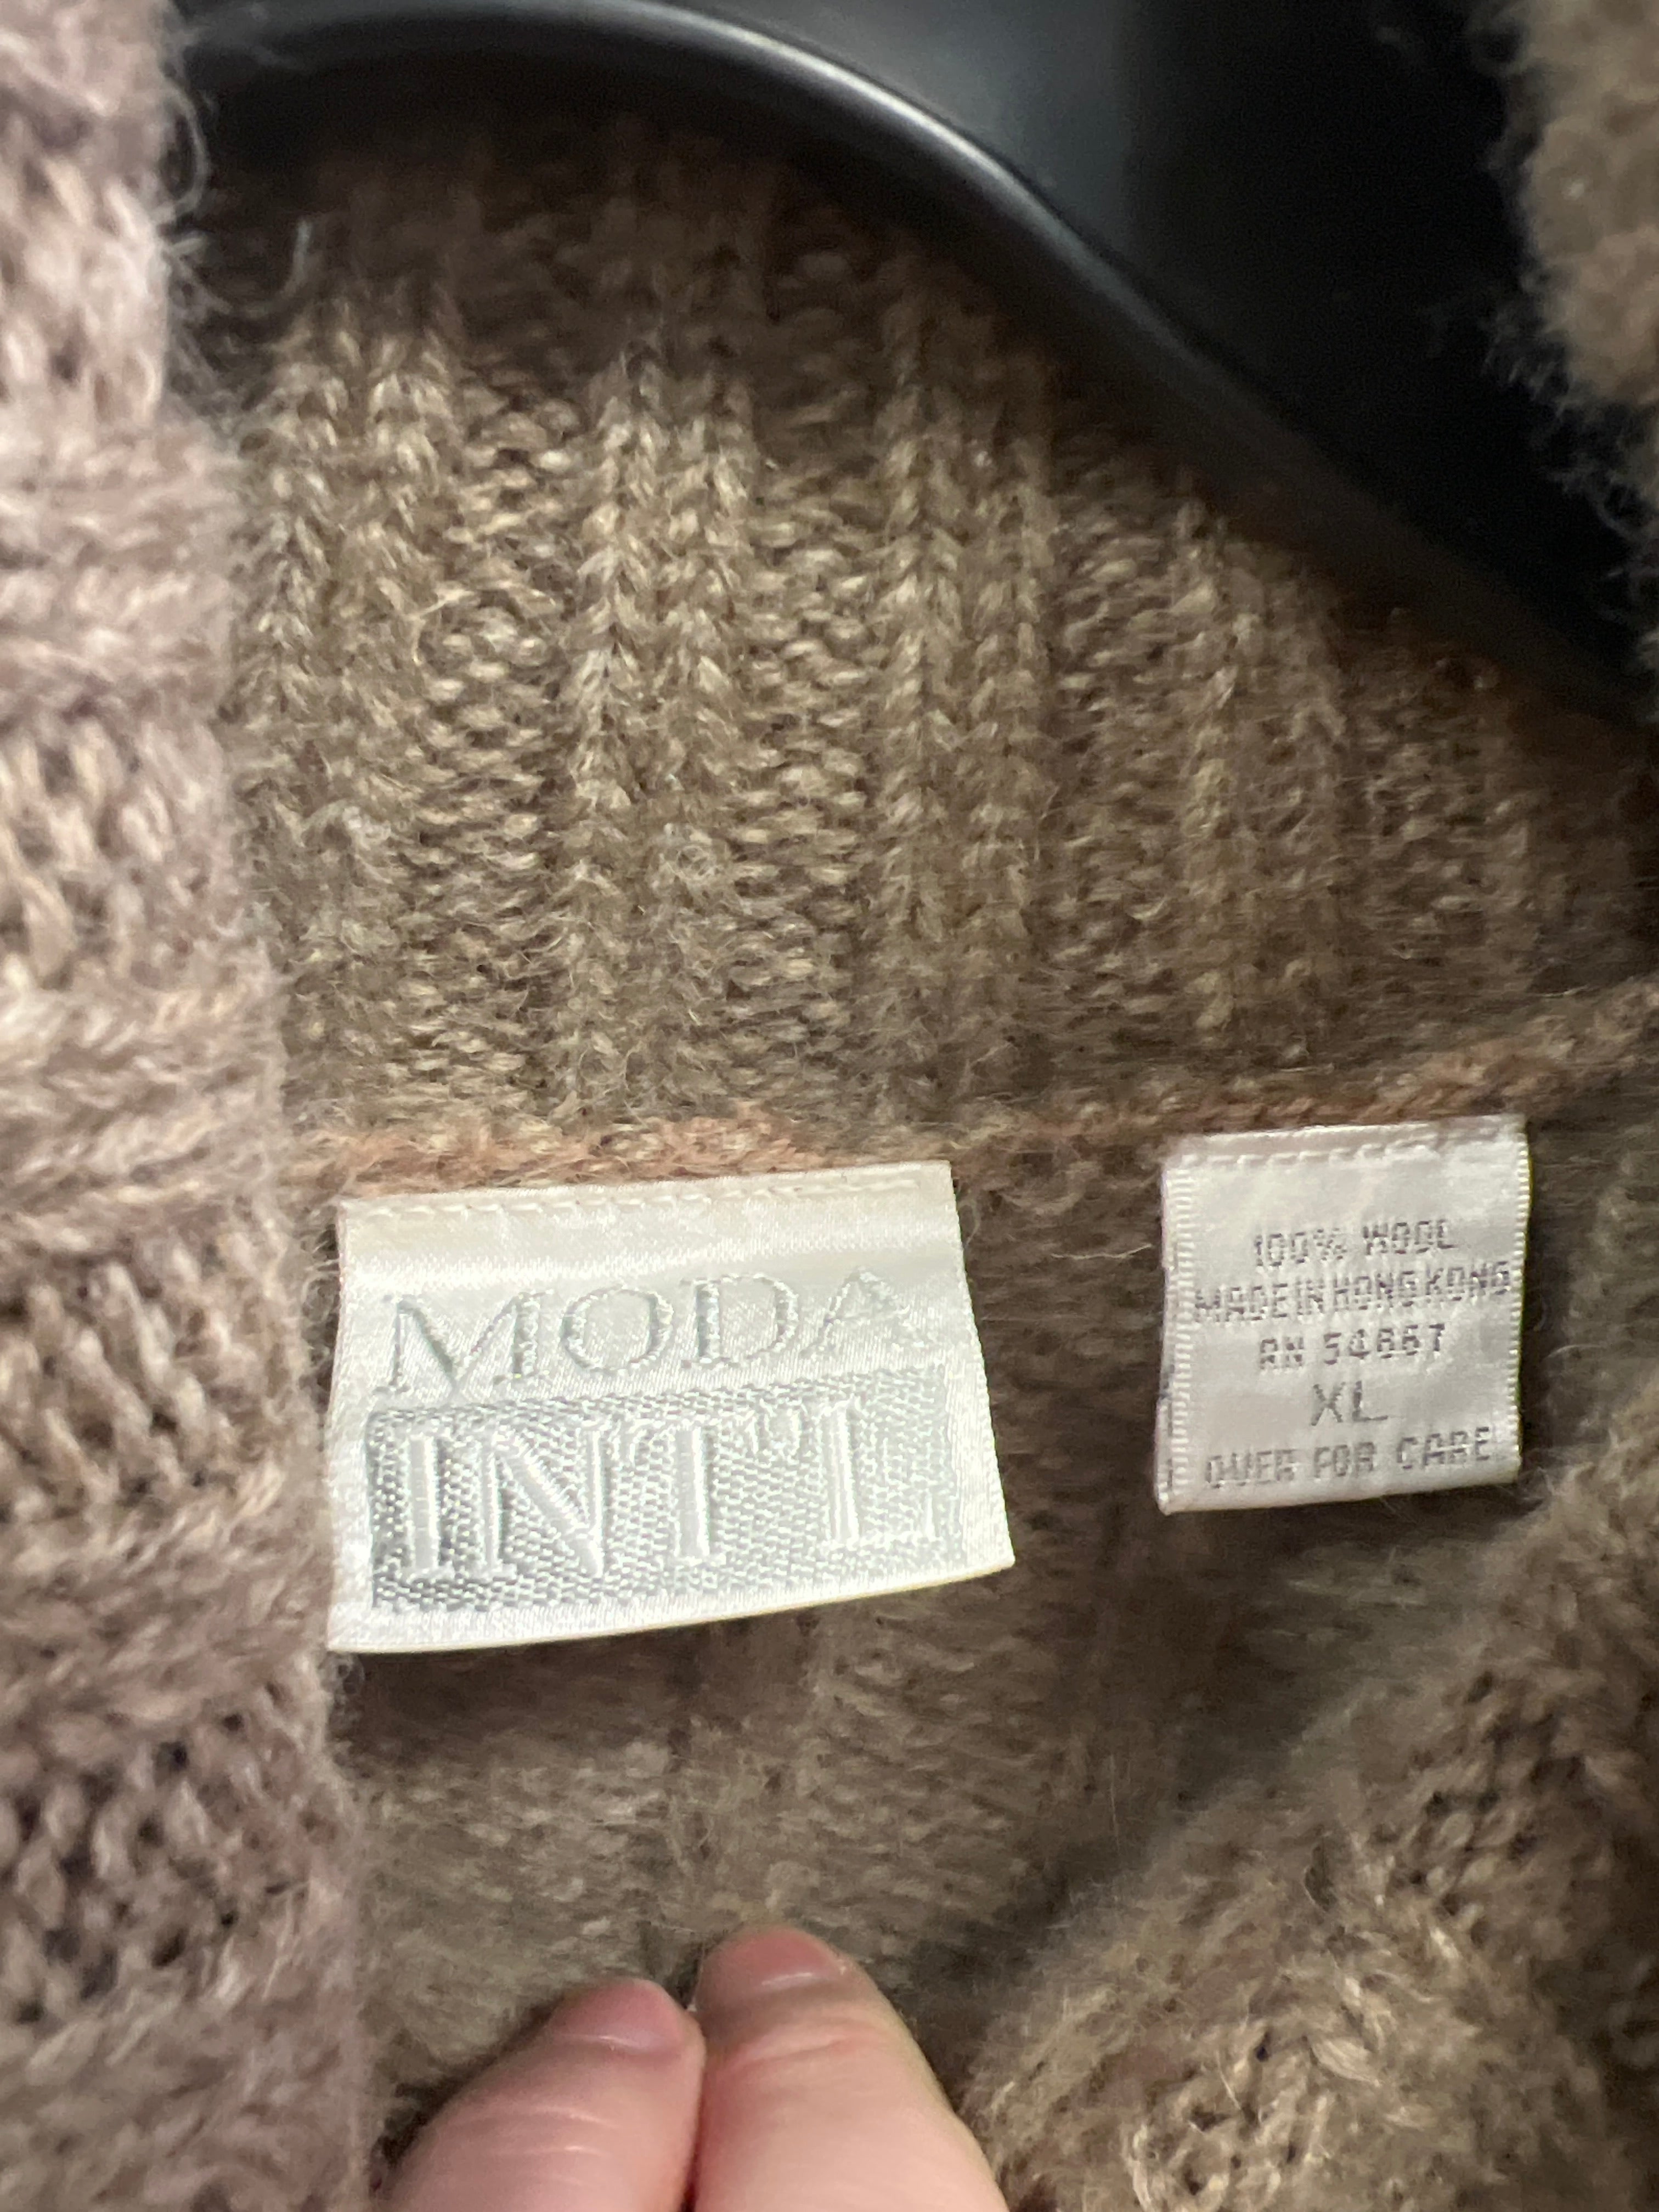 MODA
INT'L
100% WOOL
MADE IN HONG KONG
RN 54867
XL
OVER FOR CARE